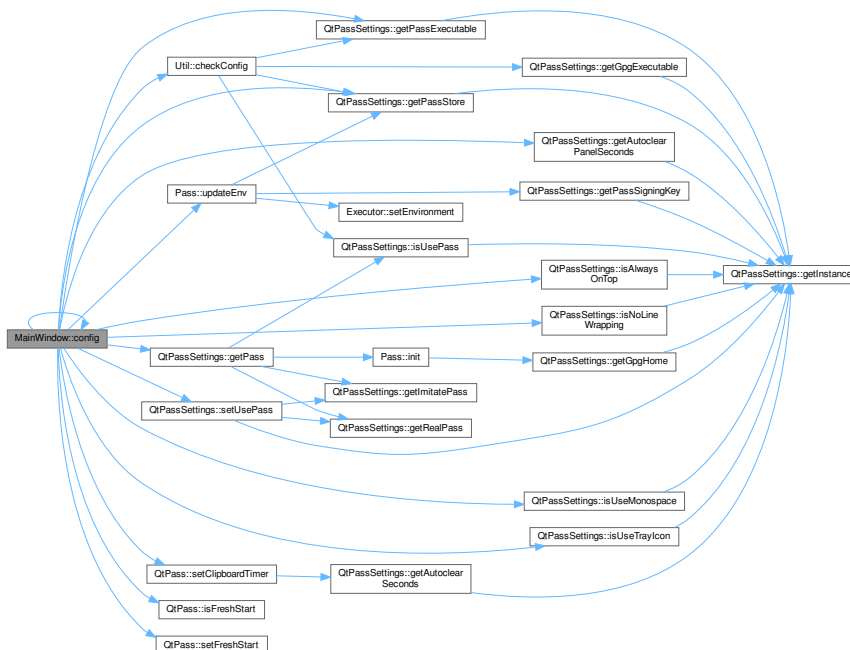 QtPassSettings::getPassExecutable
Util::checkConfig
QtPassSettings::getGpgExecutable
QtPassSettings::getPassStore
QtPassSettings::getAutoclear
PanelSeconds
Pass::updateEnv
QtPassSettings::getPassSigningKey
Executor::setEnvironment
QtPassSettings::isUsePass
QtPassSettings::isAlways
OnTop
QtPassSettings::getInstance
QtPassSettings::isNoLine
Wrapping
MainWindow::config
QtPassSettings::getPass
Pass::init
QtPassSettings::getGpgHome
QtPassSettings::getImitatePass
QtPassSettings::setUsePass
QtPassSettings::getRealPass
QtPassSettings::isUseMonospace
QtPassSettings::isUseTrayIcon
QtPass::setClipboardTimer
QtPassSettings::getAutoclear
Seconds
QtPass::isFreshStart
QtPass::setFreshStart